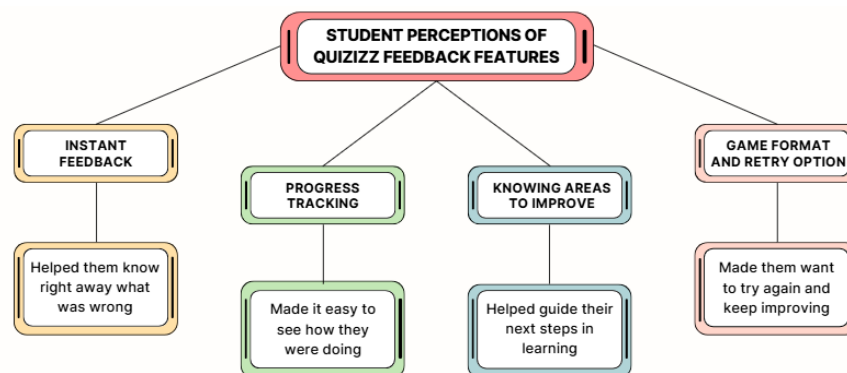 STUDENT PERCEPTIONS OF
QUIZIZZ FEEDBACK FEATURES
INSTANT
FEEDBACK
Helped them know
right away what
was wrong
PROGRESS
TRACKING
Made it easy to
see how they
were doing
KNOWING AREAS
TO IMPROVE
Helped guide their
next steps in
learning
GAME FORMAT
AND RETRY OPTION
Made them want
to try again and
keep improving